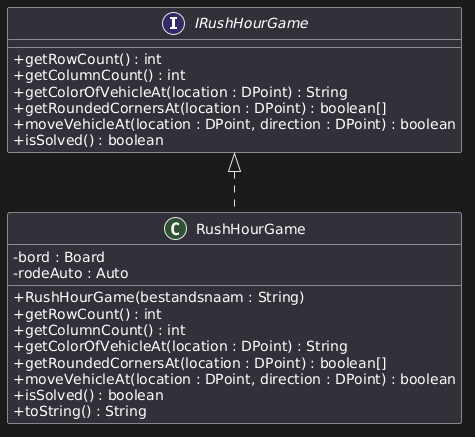 I IRushHourGame
+getRowCount() : int
+getColumnCount() : int
+getColorOfVehicleAt(location : DPoint) : String
+getRoundedCornersAt(location : DPoint) : boolean[]
+moveVehicleAt(location : DPoint, direction : DPoint) : boolean
+isSolved() : boolean
C RushHourGame
-bord : Board
-rodeAuto : Auto
+RushHourGame(bestandsnaam : String)
+getRowCount() : int
+getColumnCount() : int
+getColorOfVehicleAt(location : DPoint) : String
+getRoundedCornersAt(location : DPoint) : boolean[]
+moveVehicleAt(location : DPoint, direction : DPoint) : boolean
+isSolved() : boolean
+toString() : String